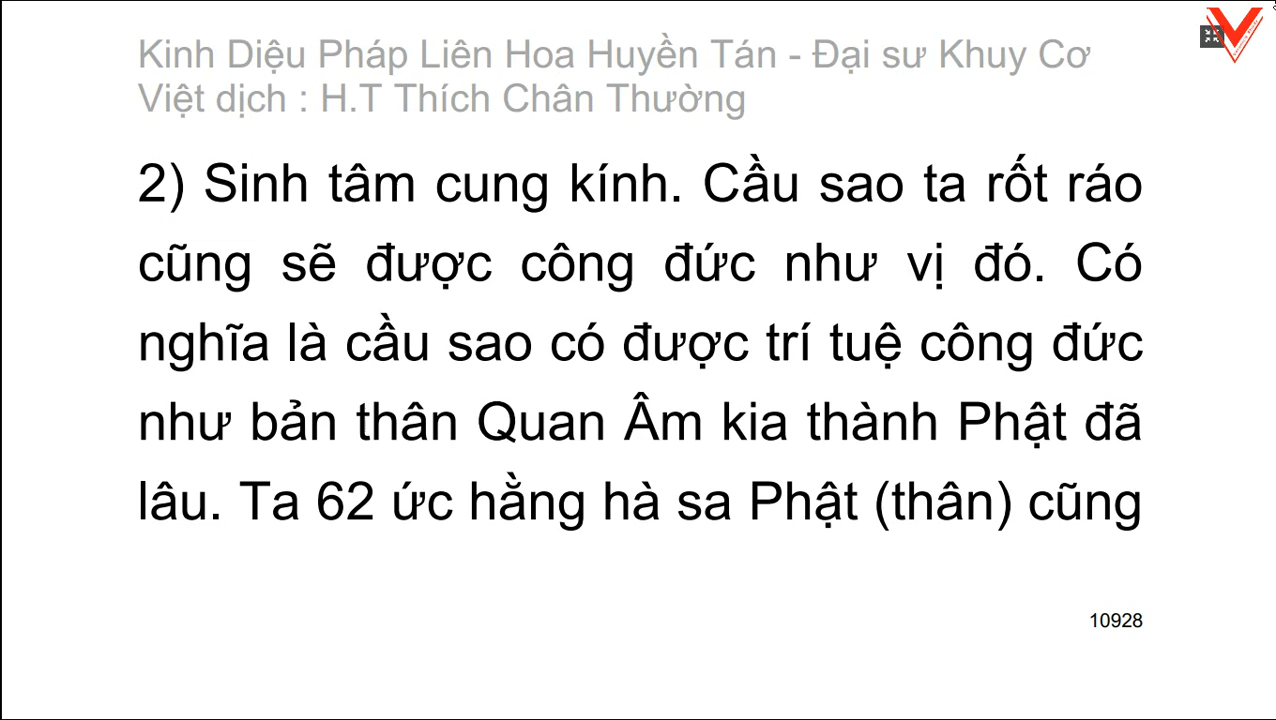 Kinh Diệu Pháp Liên Hoa Huyền Tán - Đại sư Khuy Cơ
Việt dịch : H.T Thích Chân Thường
2) Sinh tâm cung kính. Cầu sao ta rốt ráo
cũng sẽ được công đức như vị đó. Có
nghĩa là cầu sao có được trí tuệ công đức
như bản thân Quan Âm kia thành Phật đã
lâu. Ta 62 ức hằng hà sa Phật (thân) cũng
10928